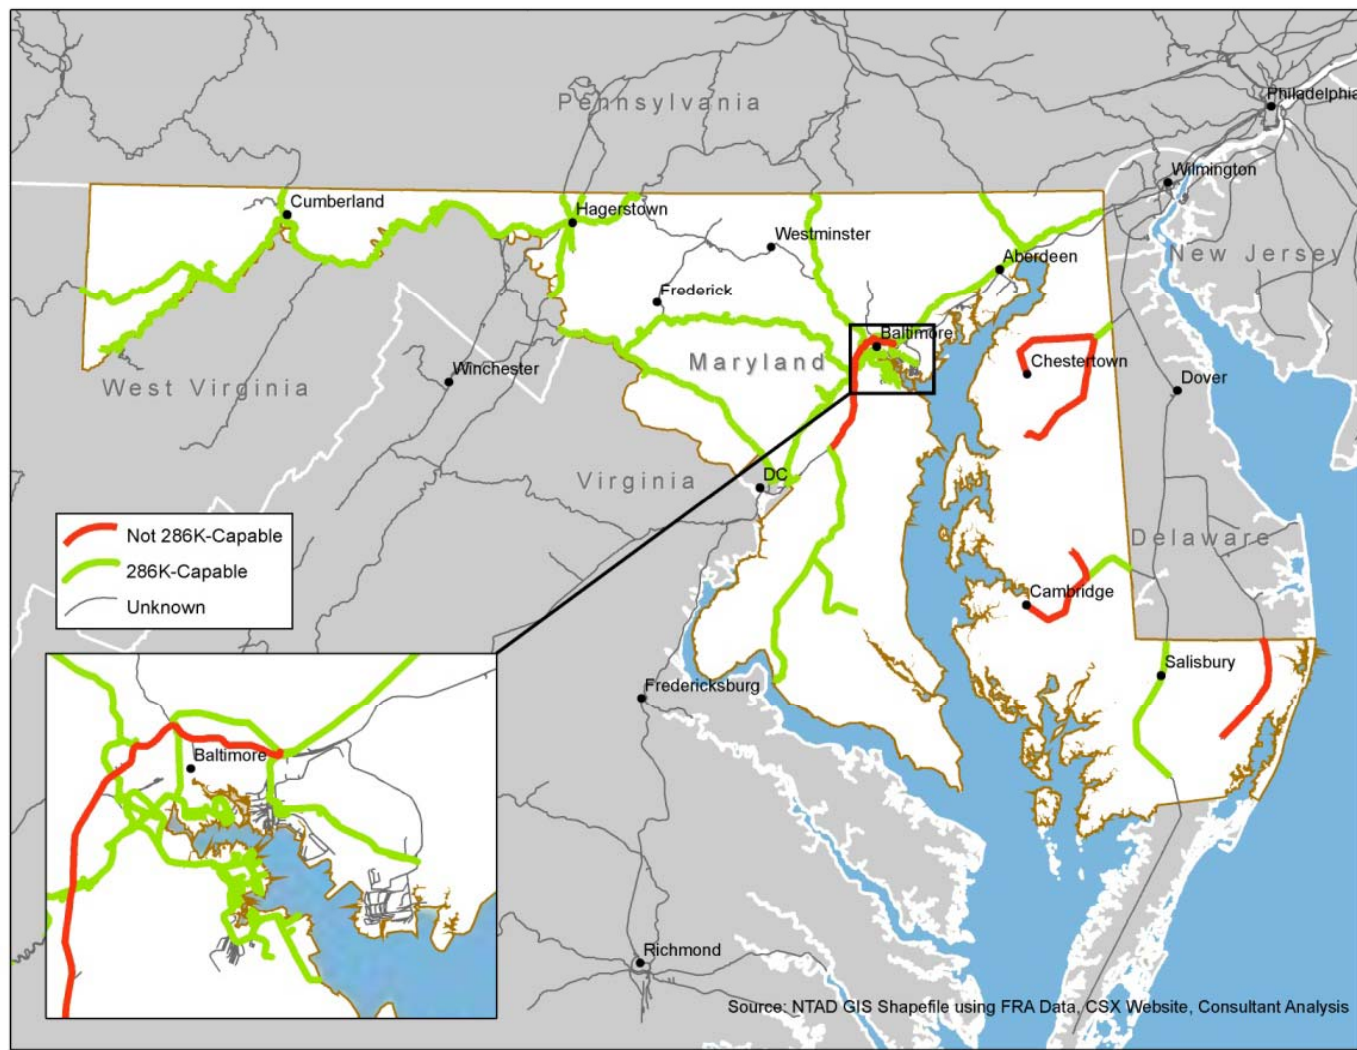 Pennsylvania
Philadelphia
Wilmington
Cumberland
Hagerstown
Westminster
New Jersey
Aberdeen
Frederick
Baltimore
Maryland
Chestertown
West Virginia
Winchester
Dover
Virginia
DC
Not 286K-Capable
286K-Capable
Unknown
Delaware
Cambridge
Salisbury
Fredericksburg
Baltimore
Richmond
Source: NTAD GIS Shapefile using FRA Data, CSX Website, Consultant Analysis